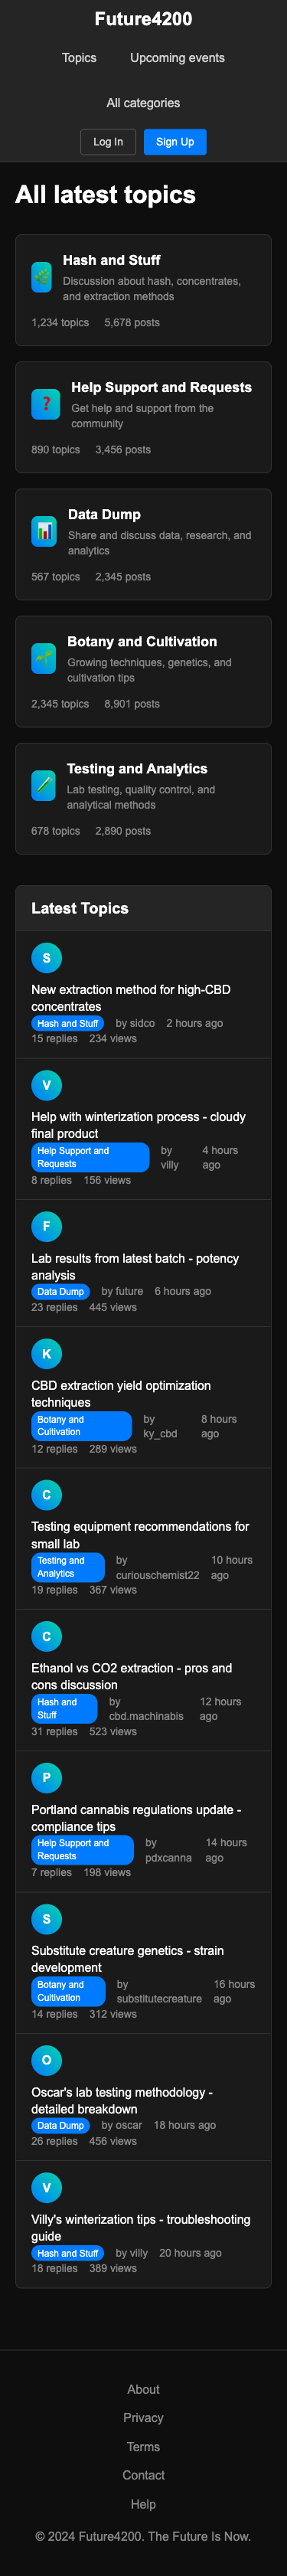 Future4200
Topics Upcoming events
All categories
Log In Sign Up
All latest topics
Hash and Stuff
Discussion about hash, concentrates,
and extraction methods
1,234 topics 5,678 posts
Help Support and Requests
Get help and support from the
community
890 topics 3,456 posts
Data Dump
Share and discuss data, research, and
analytics
567 topics 2,345 posts
Botany and Cultivation
Growing techniques, genetics, and
cultivation tips
2,345 topics 8,901 posts
Testing and Analytics
Lab testing, quality control, and
analytical methods
678 topics 2,890 posts
Latest Topics
S
New extraction method for high-CBD
concentrates
Hash and Stuff by sidco 2 hours ago
15 replies 234 views
V
Help with winterization process - cloudy
final product
Help Support and by 4 hours
Requests villy ago
8 replies 156 views
F
Lab results from latest batch - potency
analysis
Data Dump by future 6 hours ago
23 replies 445 views
K
CBD extraction yield optimization
techniques
Botany and by 8 hours
Cultivation ky_cbd ago
12 replies 289 views
C
Testing equipment recommendations for
small lab
Testing and by 10 hours
Analytics curiouschemist22 ago
19 replies 367 views
C
Ethanol vs CO2 extraction - pros and
cons discussion
Hash and by 12 hours
Stuff cbd.machinabis ago
31 replies 523 views
P
Portland cannabis regulations update -
compliance tips
Help Support and by 14 hours
Requests pdxcanna ago
7 replies 198 views
S
Substitute creature genetics - strain
development
Botany and by 16 hours
Cultivation substitutecreature ago
14 replies 312 views
O
Oscar's lab testing methodology -
detailed breakdown
Data Dump by oscar 18 hours ago
26 replies 456 views
V
Villy's winterization tips - troubleshooting
guide
Hash and Stuff by villy 20 hours ago
18 replies 389 views
About
Privacy
Terms
Contact
Help
© 2024 Future4200. The Future Is Now.